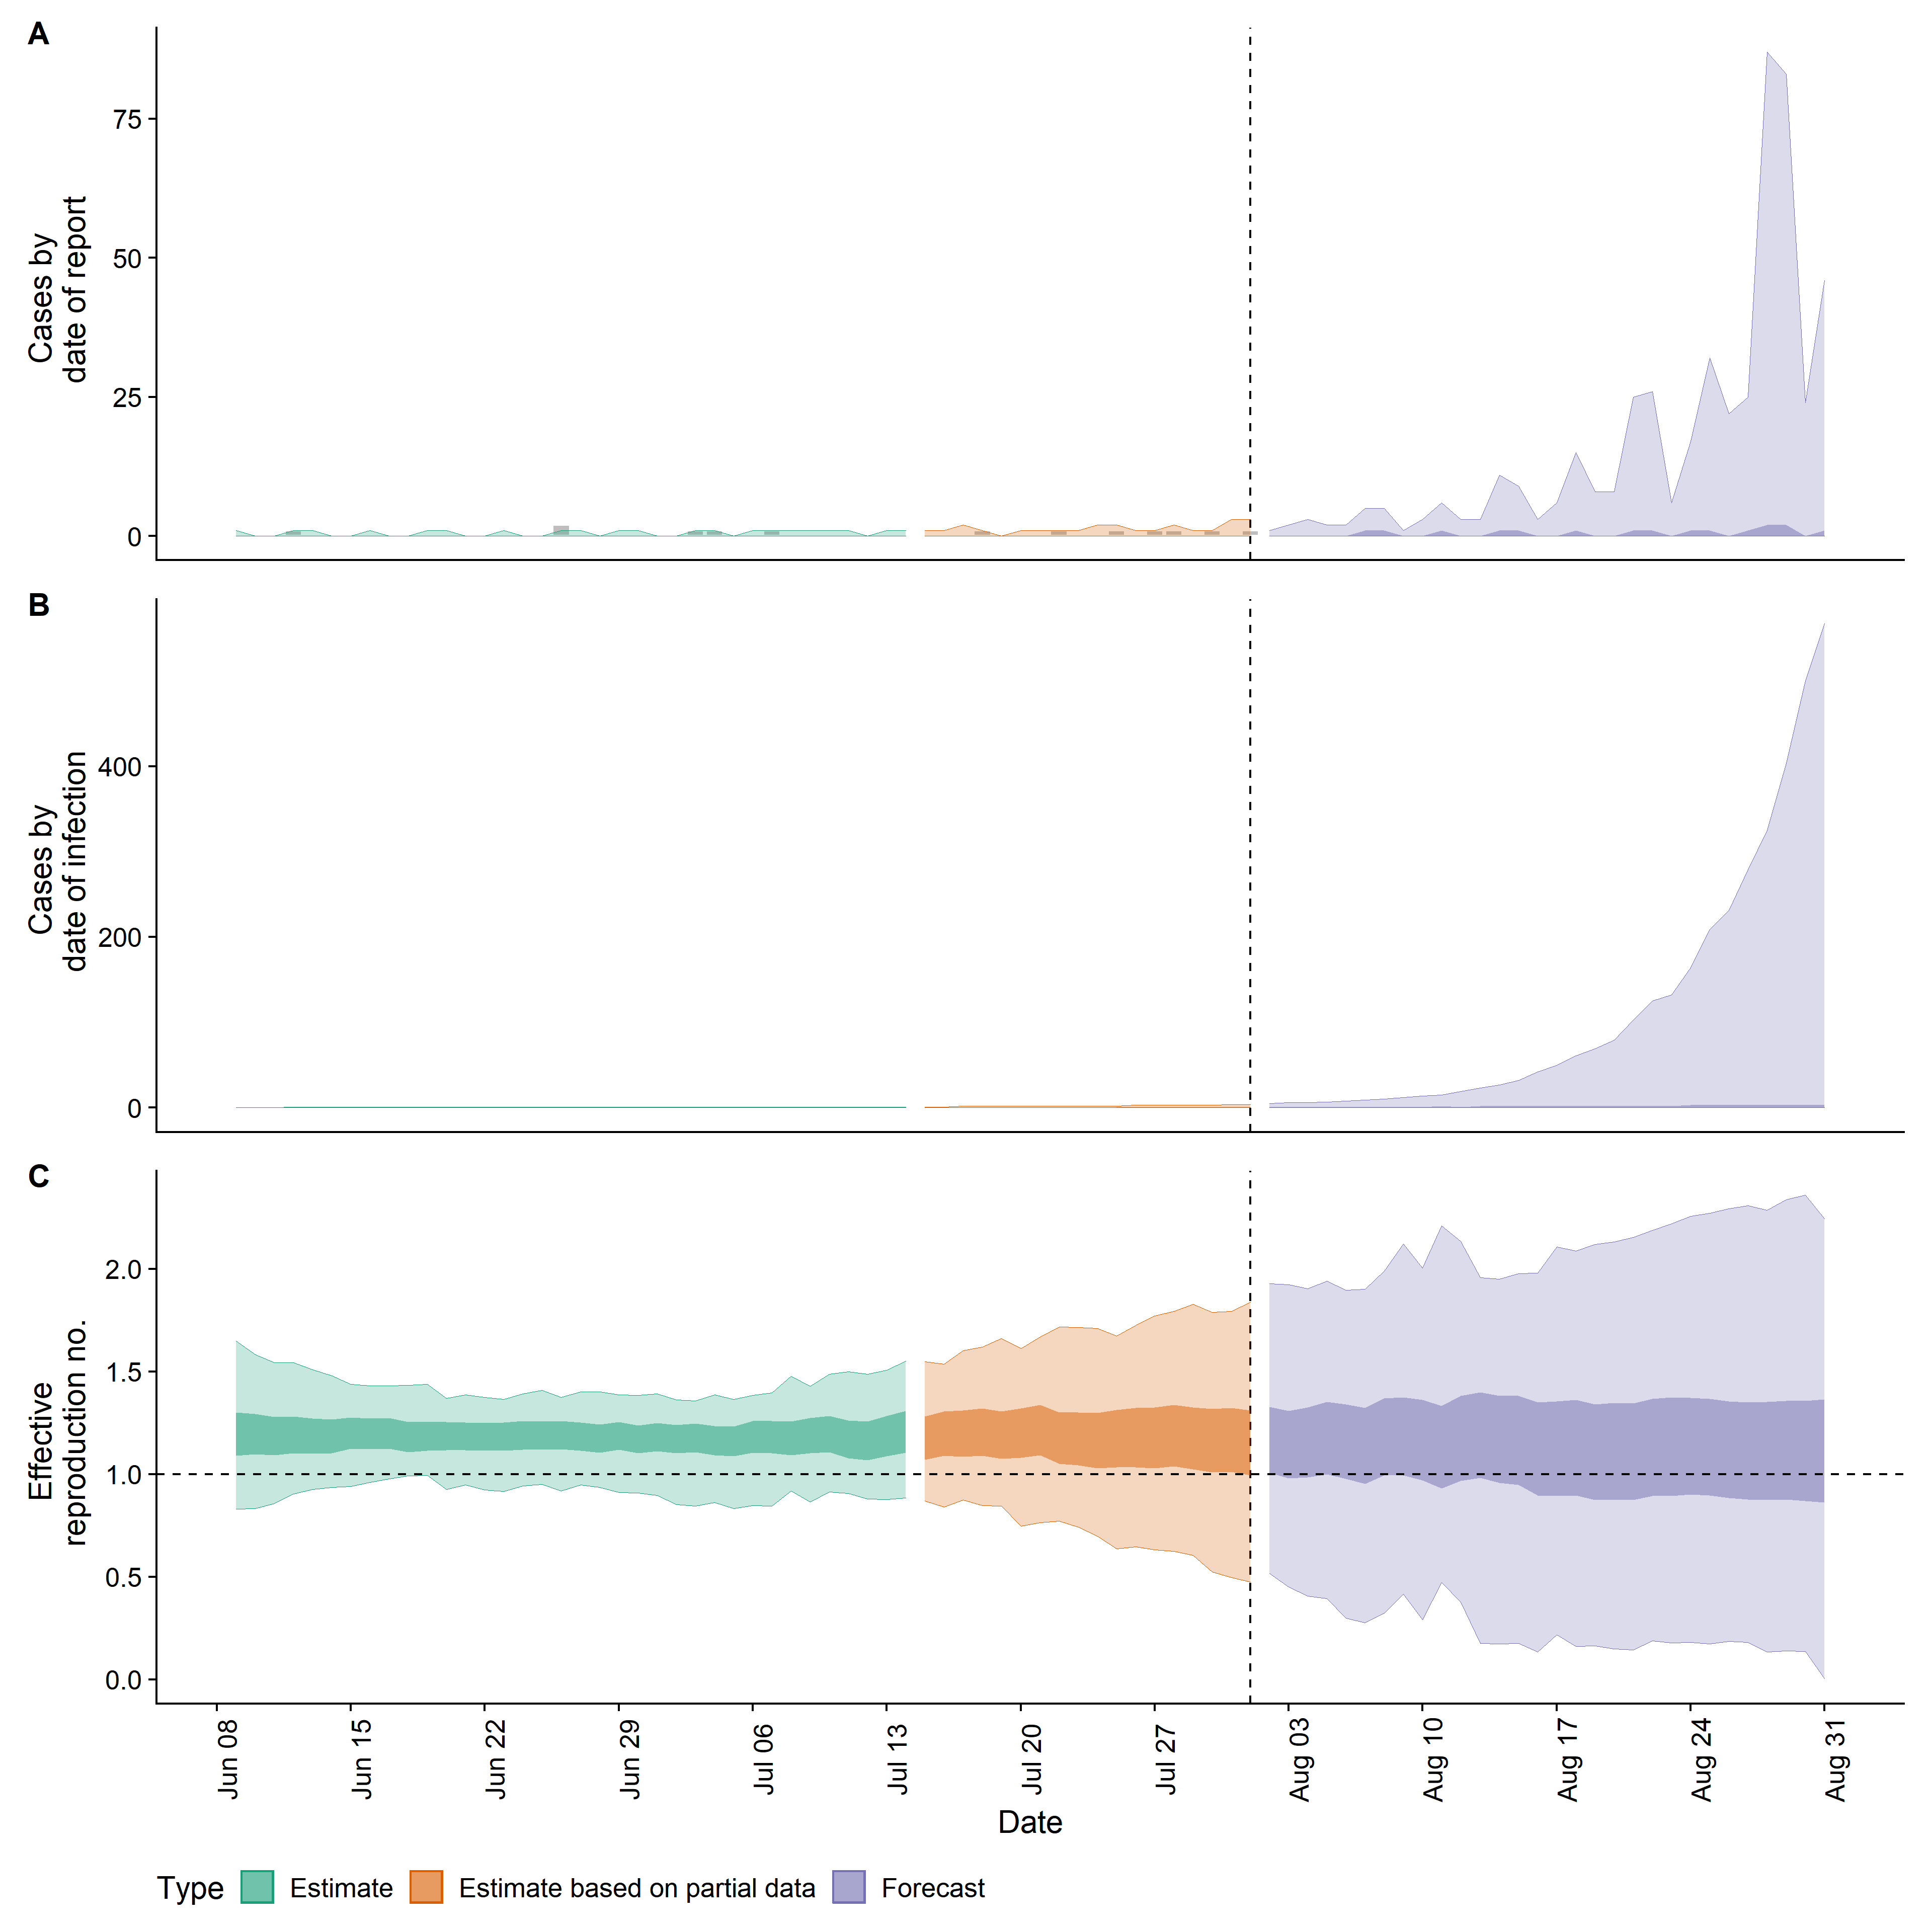 A
75
50
25
0
Cases by
date of report
B
400
200
0
Cases by
date of infection
C
2.0
1.5
1.0
0.5
0.0
Effective
reproduction no.
Jun 08
Jun 15
Jun 22
Jun 29
Jul 06
Jul 13
Jul 20
Jul 27
Aug 03
Aug 10
Aug 17
Aug 24
Aug 31
Date
Type Estimate Estimate based on partial data Forecast